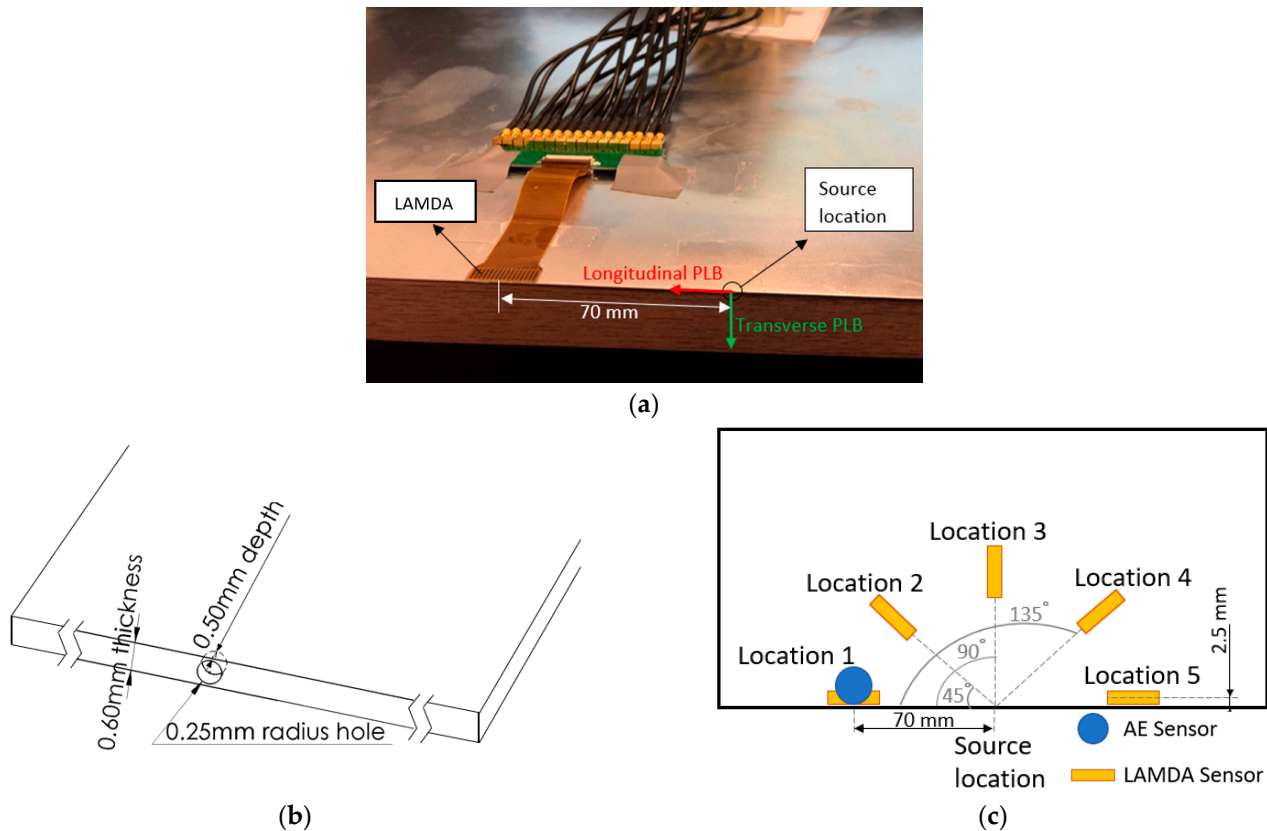 LAMDA
Source
location
Longitudinal PLB
70 mm
Transverse PLB
(a)
0.60mm thickness
0.50mm depth
0.25mm radius hole
(b)
Location 3
Location 2
Location 4
135°
90°
2.5 mm
Location 1
45°
Location 5
70 mm
Source
location
AE Sensor
LAMDA Sensor
(c)